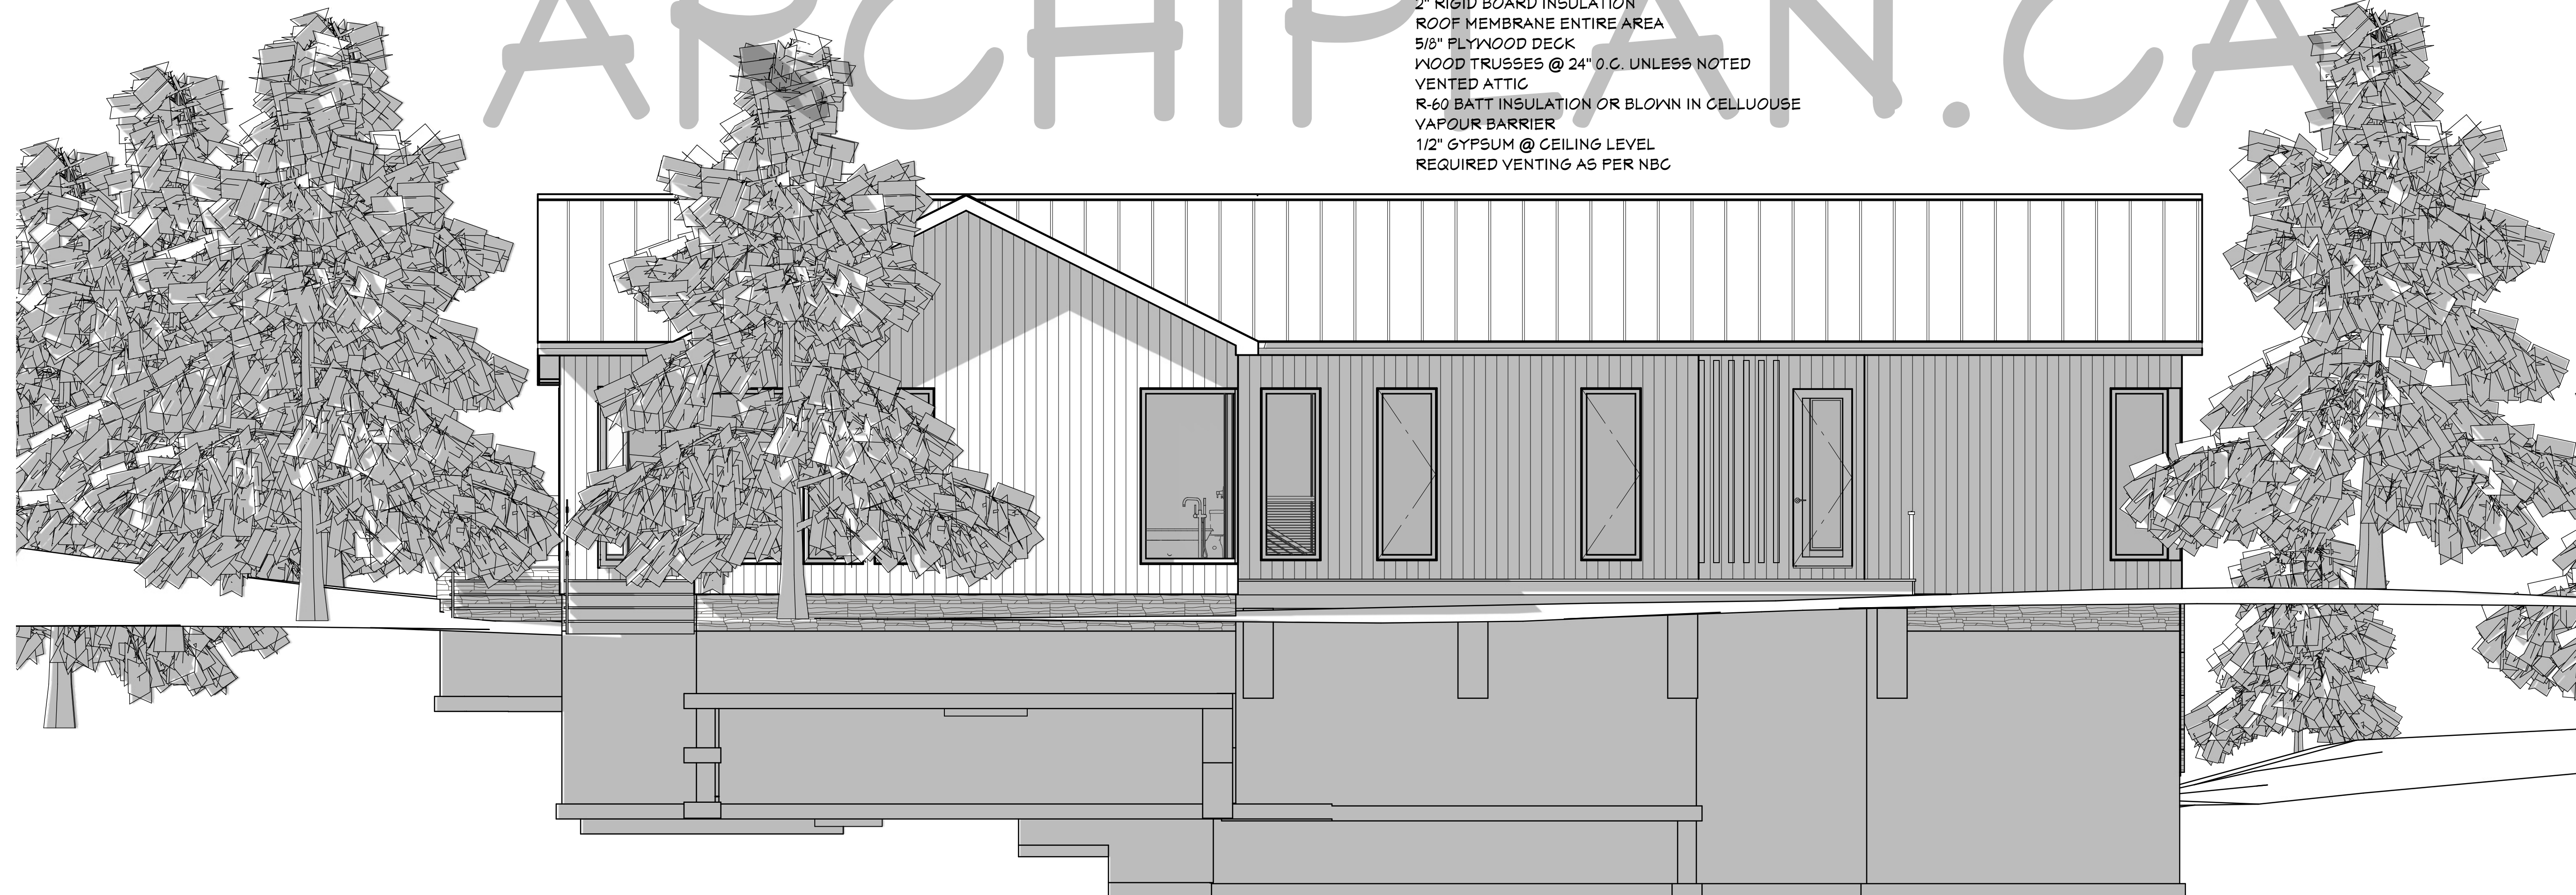 ARCHIPLAN.CA
2" RIGID BOARD INSULATION
ROOF MEMBRANE ENTIRE AREA
5/8" PLYWOOD DECK
WOOD TRUSSES @ 24" O.C. UNLESS NOTED
VENTED ATTIC
R-60 BATT INSULATION OR BLOWN IN CELLUOUSE
VAPOUR BARRIER
1/2" GYPSUM @ CEILING LEVEL
REQUIRED VENTING AS PER NBC